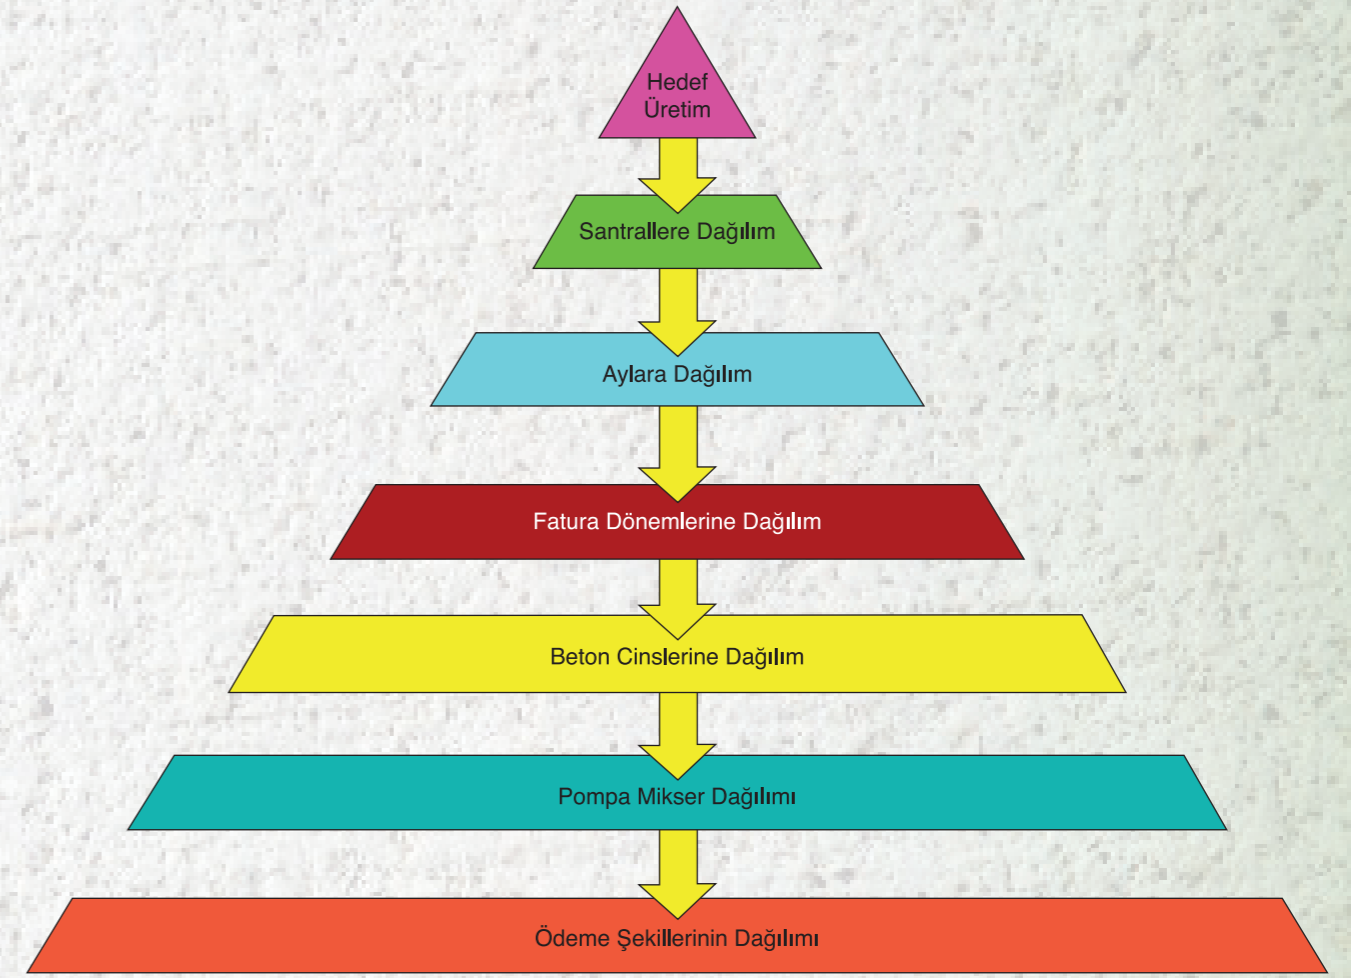 Hedef
Üretim
Santrallere Dağılım
Aylara Dağılım
Fatura Dönemlerine Dağılım
Beton Cinslerine Dağılım
Pompa Mikser Dağılımı
Ödeme Şekillerinin Dağılımı